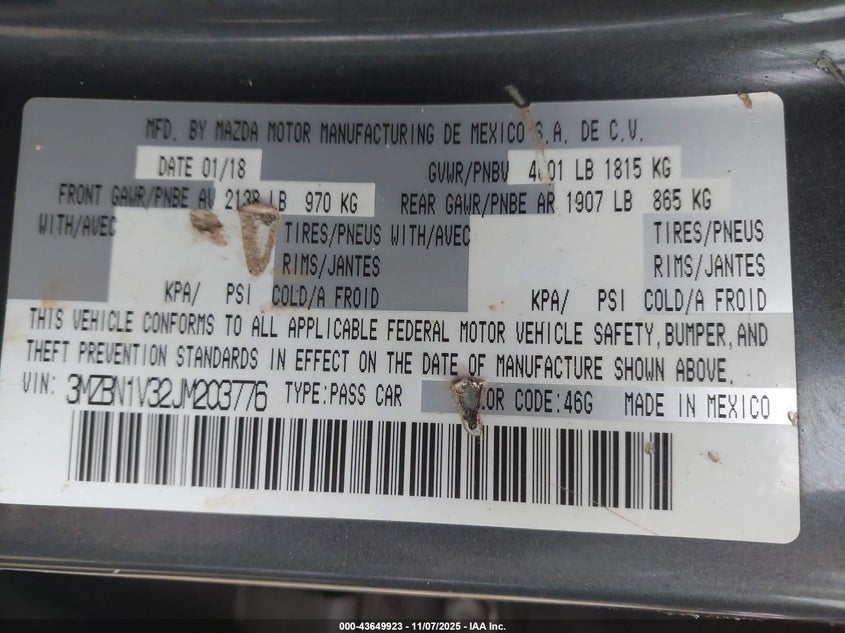 MFD. BY MAZDA MOTOR MANUFACTURING DE MEXICO S.A. DE C.V.
DATE 01/18 GVWR/PNBV 4001 LB 1815 KG
FRONT GAWR/PNBE AV 2138 LB 970 KG REAR GAWR/PNBE AR 1907 LB 865 KG
WITH/AVEC TIRES/PNEUS WITH/AVEC TIRES/PNEUS
RIMS/JANTES RIMS/JANTES
KPA/ PSI COLD/A FROID KPA/ PSI COLD/A FROID
THIS VEHICLE CONFORMS TO ALL APPLICABLE FEDERAL MOTOR VEHICLE SAFETY, BUMPER, AND
THEFT PREVENTION STANDARDS IN EFFECT ON THE DATE OF MANUFACTURE SHOWN ABOVE.
VIN: 3MZBN1V32JM203776 TYPE: PASS CAR OR CODE: 46G MADE IN MEXICO
000-43649923 - 11/07/2025 - IAA Inc.